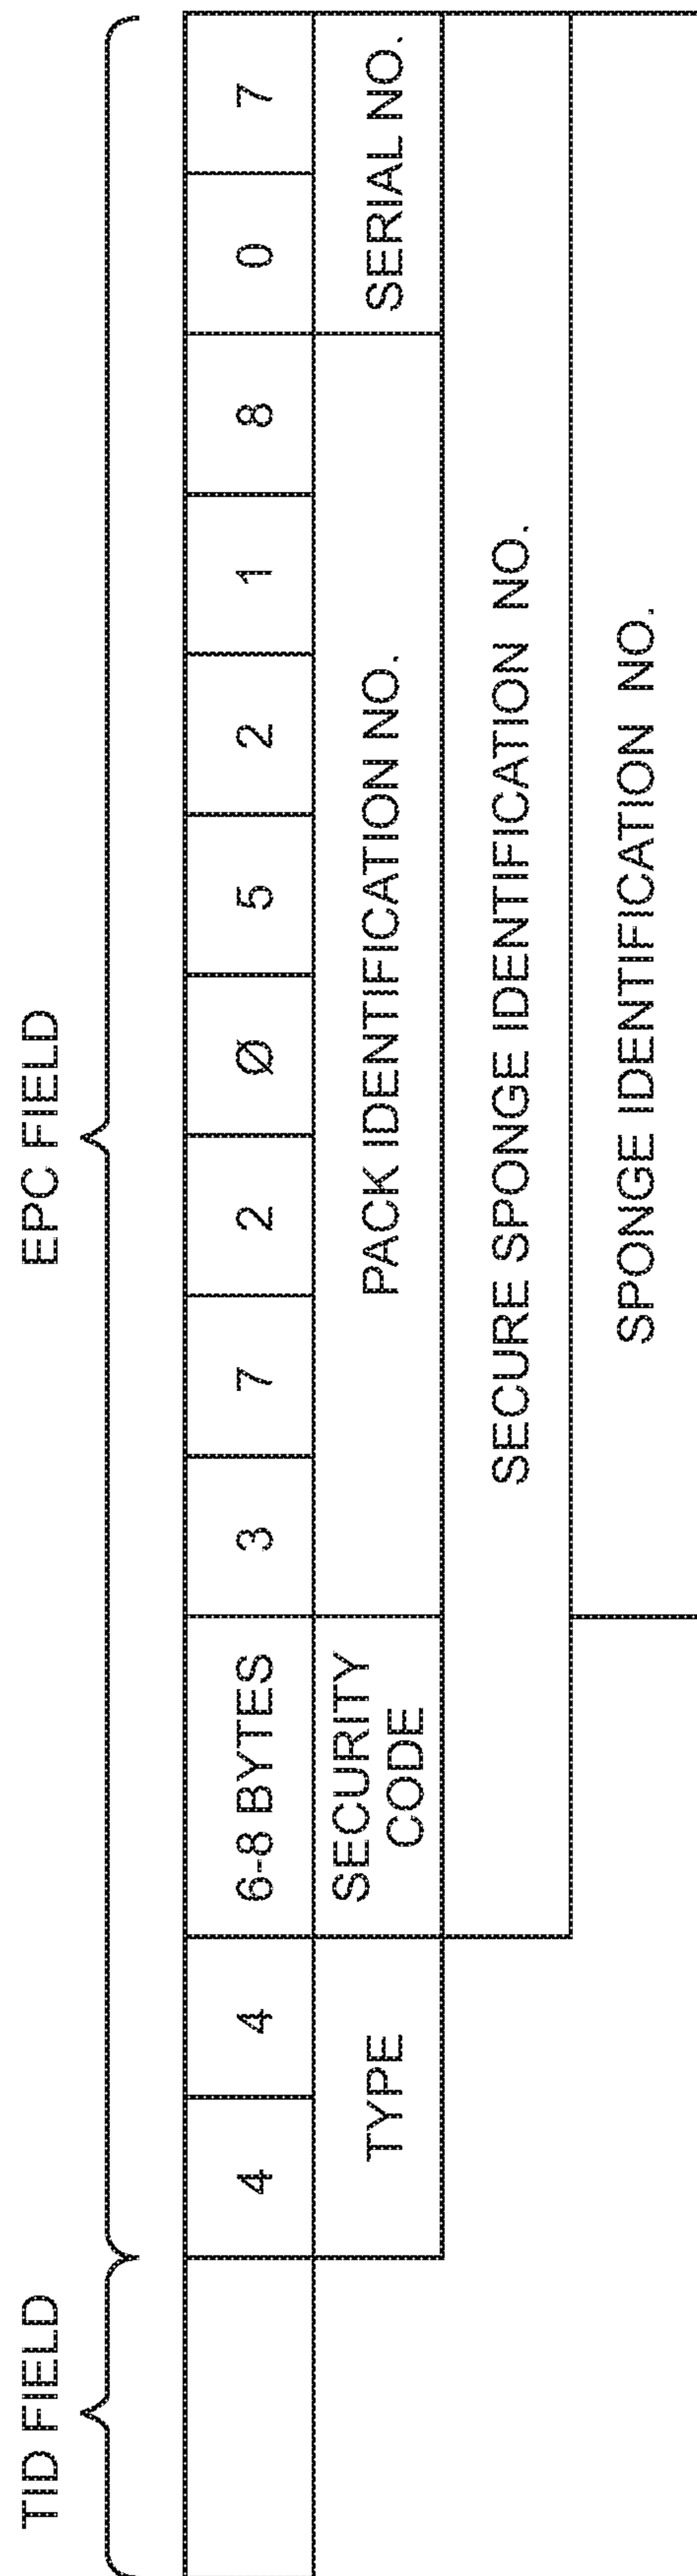 TID FIELD
EPC FIELD
4 4 6-8 BYTES 3 7 2 Ø 5 2 1 8 0 7
TYPE
SECURITY
CODE
PACK IDENTIFICATION NO.
SERIAL NO.
SECURE SPONGE IDENTIFICATION NO.
SPONGE IDENTIFICATION NO.